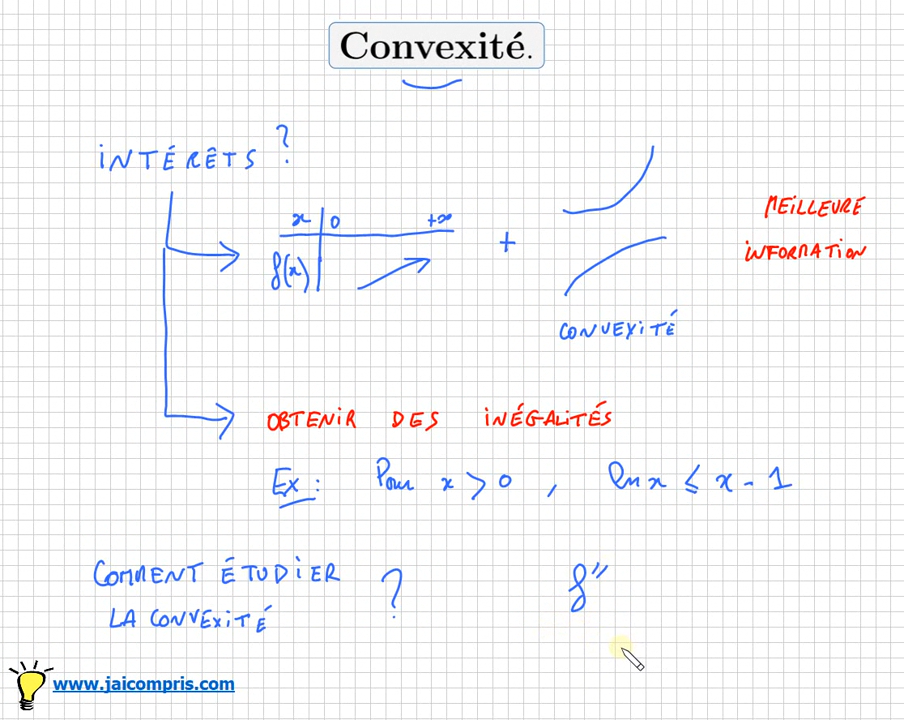 Convexité.
INTÉRÊTS ?
x 0 +∞
f(x)
+
MEILLEURE
INFORMATION
CONVEXITÉ
OBTENIR DES INÉGALITÉS
Ex : Pour x > 0 , ln x ≤ x - 1
COMMENT ÉTUDIER
LA CONVEXITÉ ?
f"
www.jaicompris.com